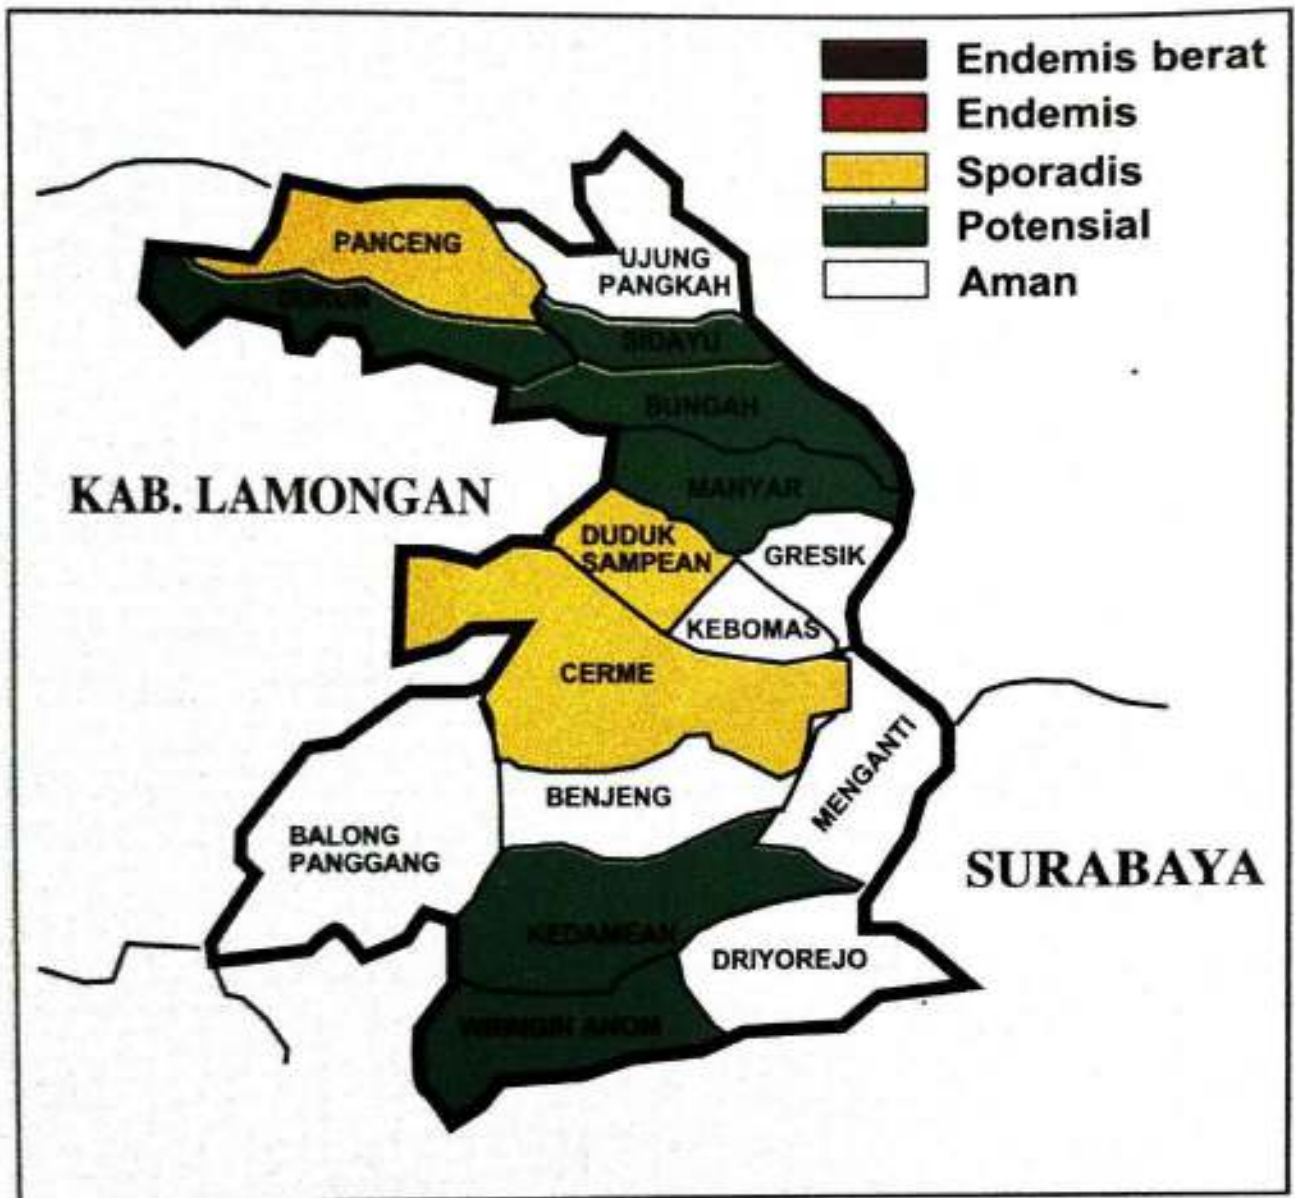 Endemis berat
Endemis
Sporadis
Potensial
Aman
PANCENG
UJUNG
PANGKAH
DUKUN
SIDAYU
BUNGAH
KAB. LAMONGAN
MANYAR
DUDUK
SAMPEAN
GRESIK
KEBOMAS
CERME
MENGANTI
BENJENG
BALONG
PANGGANG
SURABAYA
KEDAMEAN
DRIYOREJO
WRINGIN ANOM